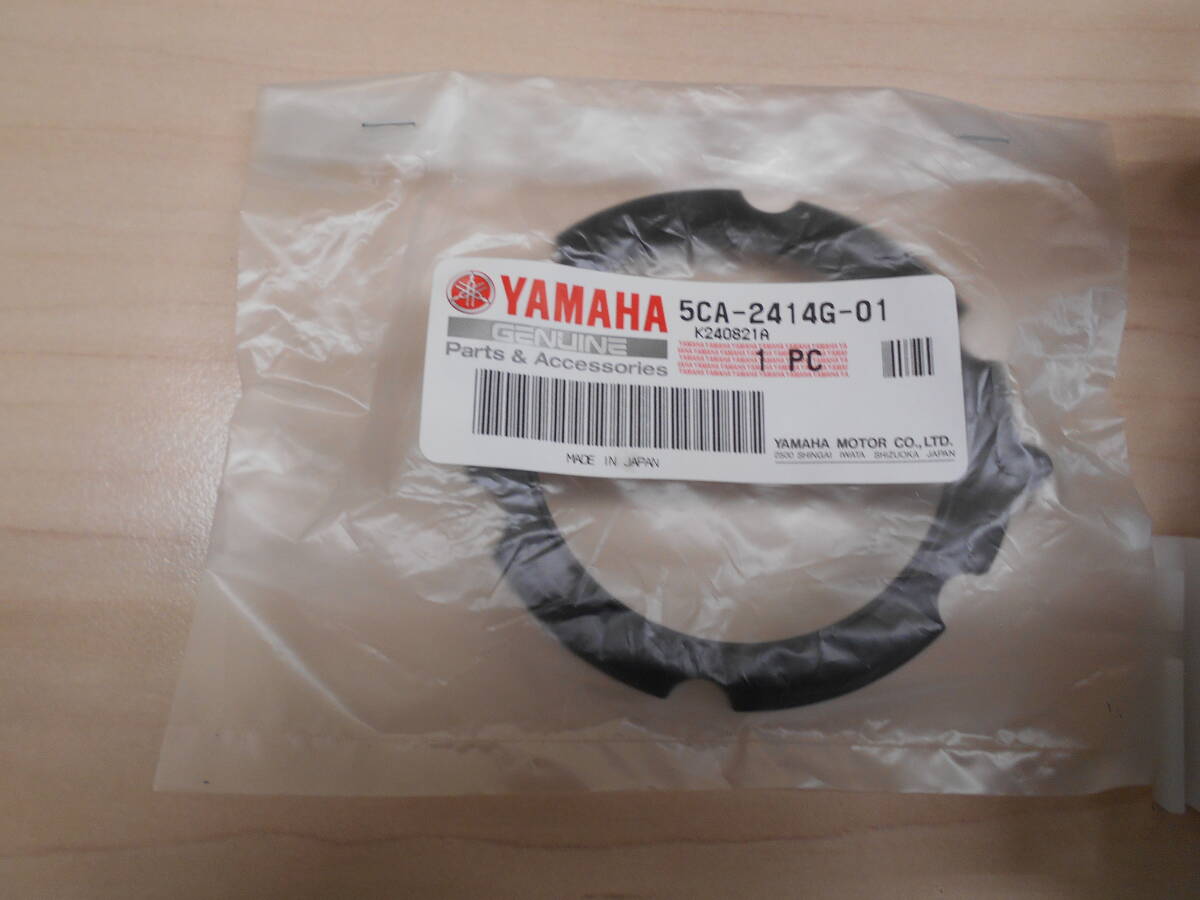 YAMAHA
GENUINE
Parts & Accessories
5CA-2414G-01
K240821A
1 PC
YAMAHA MOTOR CO.,LTD.
2500 SHINGAI IWATA SHIZUOKA JAPAN
MADE IN JAPAN